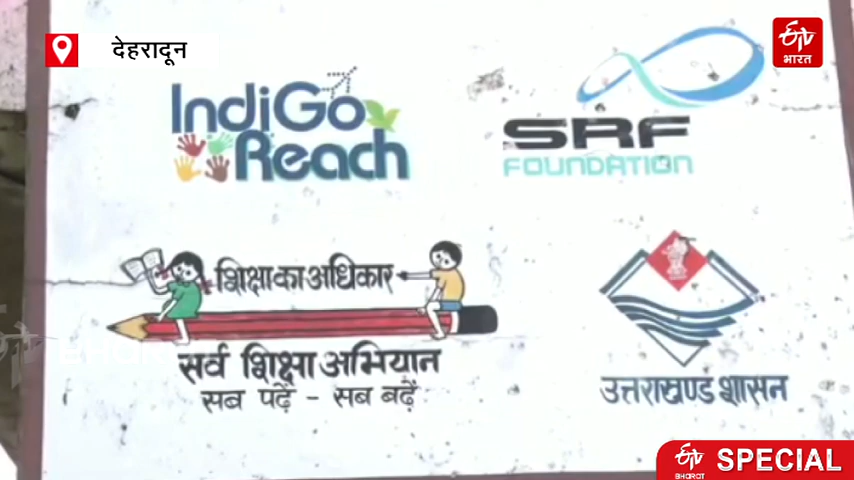 देहरादून
ETV
भारत
IndiGo
Reach
SRF
FOUNDATION
शिक्षा का अधिकार
सर्व शिक्षा अभियान
सब पढ़ें - सब बढ़ें
उत्तराखण्ड शासन
ETV
BHARAT
SPECIAL